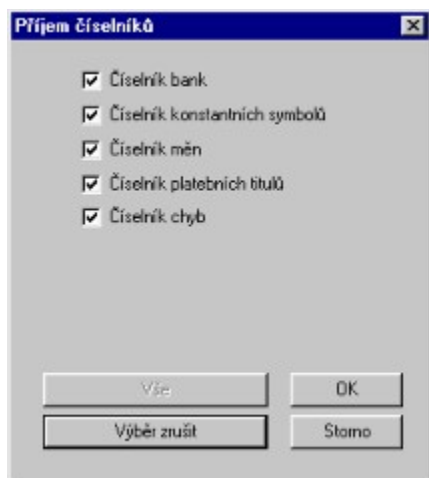 Příjem číselníků
Číselník bank
Číselník konstantních symbolů
Číselník měn
Číselník platebních titulů
Číselník chyb
Vše
OK
Výběr zrušit
Storno